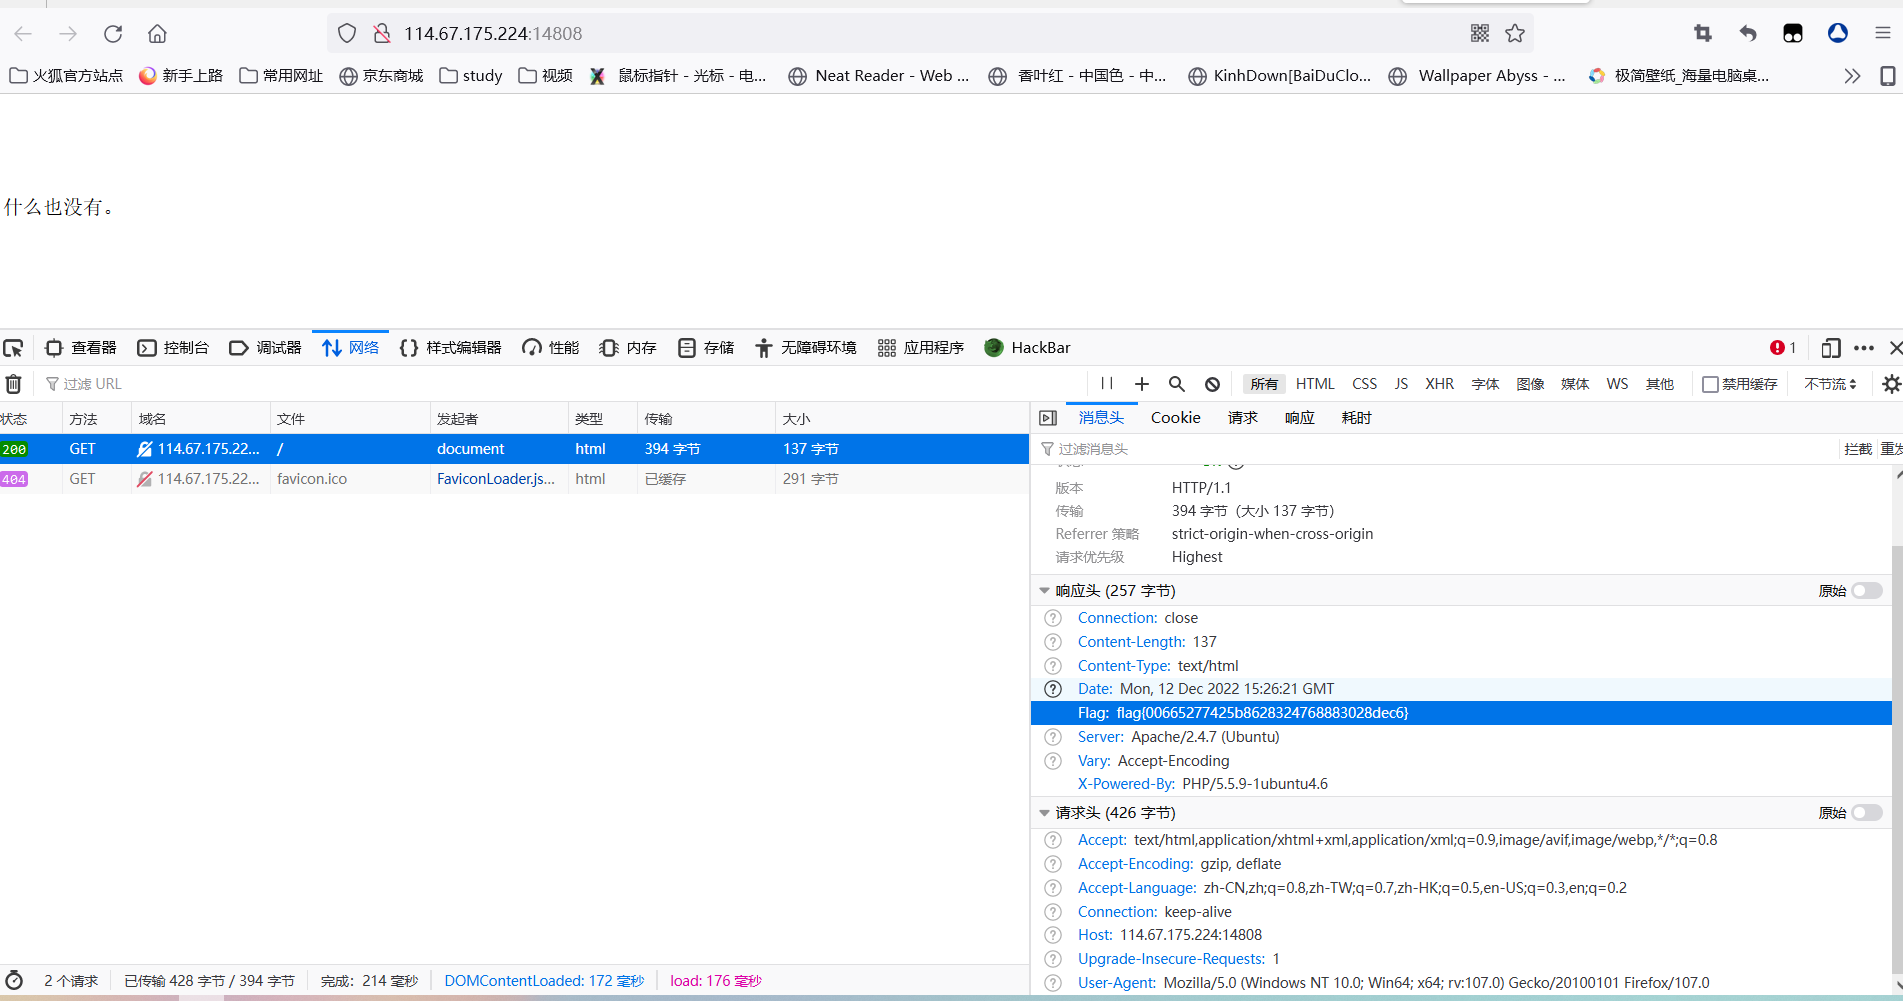 114.67.175.224:14808
火狐官方站点 新手上路 常用网址 京东商城 study 视频 鼠标指针 - 光标 - 电... Neat Reader - Web ... 香叶红 - 中国色 - 中... KinhDown[BaiDuClo... Wallpaper Abyss - ... 极简壁纸_海量电脑桌...
什么也没有。
查看器 控制台 调试器 网络 样式编辑器 性能 内存 存储 无障碍环境 应用程序 HackBar 1
过滤 URL 所有 HTML CSS JS XHR 字体 图像 媒体 WS 其他 禁用缓存 不节流
状态 方法 域名 文件 发起者 类型 传输 大小
200 GET 114.67.175.22... / document html 394 字节 137 字节
404 GET 114.67.175.22... favicon.ico FaviconLoader.js... html 已缓存 291 字节
消息头 Cookie 请求 响应 耗时
过滤消息头 拦截 重发
版本 HTTP/1.1
传输 394 字节（大小 137 字节）
Referrer 策略 strict-origin-when-cross-origin
请求优先级 Highest
响应头 (257 字节) 原始
Connection: close
Content-Length: 137
Content-Type: text/html
Date: Mon, 12 Dec 2022 15:26:21 GMT
Flag: flag{00665277425b8628324768883028dec6}
Server: Apache/2.4.7 (Ubuntu)
Vary: Accept-Encoding
X-Powered-By: PHP/5.5.9-1ubuntu4.6
请求头 (426 字节) 原始
Accept: text/html,application/xhtml+xml,application/xml;q=0.9,image/avif,image/webp,*/*;q=0.8
Accept-Encoding: gzip, deflate
Accept-Language: zh-CN,zh;q=0.8,zh-TW;q=0.7,zh-HK;q=0.5,en-US;q=0.3,en;q=0.2
Connection: keep-alive
Host: 114.67.175.224:14808
Upgrade-Insecure-Requests: 1
User-Agent: Mozilla/5.0 (Windows NT 10.0; Win64; x64; rv:107.0) Gecko/20100101 Firefox/107.0
2 个请求 已传输 428 字节 / 394 字节 完成：214 毫秒 DOMContentLoaded: 172 毫秒 load: 176 毫秒